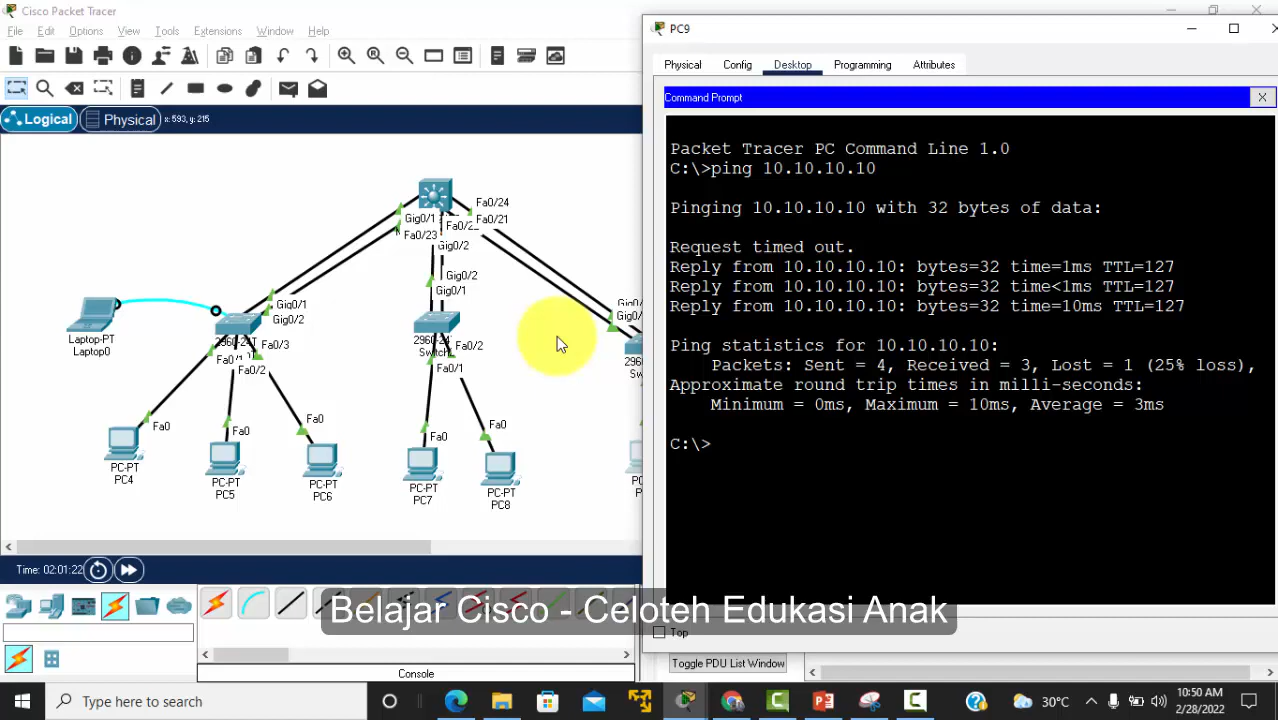 Cisco Packet Tracer
File Edit Options View Tools Extensions Window Help
Logical Physical x: 593, y: 215
Fa0/24
Gig0/1 Fa0/21
Fa0/23
Gig0/2
Gig0/2
Gig0/1
Gig0/1
Gig0/2
Laptop-PT
Laptop0
Fa0/3
Fa0/1
Fa0/2
Fa0/2
Fa0/1
Fa0
Fa0
Fa0
Fa0
Fa0
PC-PT
PC4
PC-PT
PC5
PC-PT
PC6
PC-PT
PC7
PC-PT
PC8
Time: 02:01:22
Console
PC9
Physical Config Desktop Programming Attributes
Command Prompt X
Packet Tracer PC Command Line 1.0
C:\>ping 10.10.10.10
Pinging 10.10.10.10 with 32 bytes of data:
Request timed out.
Reply from 10.10.10.10: bytes=32 time=1ms TTL=127
Reply from 10.10.10.10: bytes=32 time<1ms TTL=127
Reply from 10.10.10.10: bytes=32 time=10ms TTL=127
Ping statistics for 10.10.10.10:
Packets: Sent = 4, Received = 3, Lost = 1 (25% loss),
Approximate round trip times in milli-seconds:
Minimum = 0ms, Maximum = 10ms, Average = 3ms
C:\>
Belajar Cisco - Celoteh Edukasi Anak
Top
Toggle PDU List Window
Type here to search
30°C
10:50 AM
2/28/2022